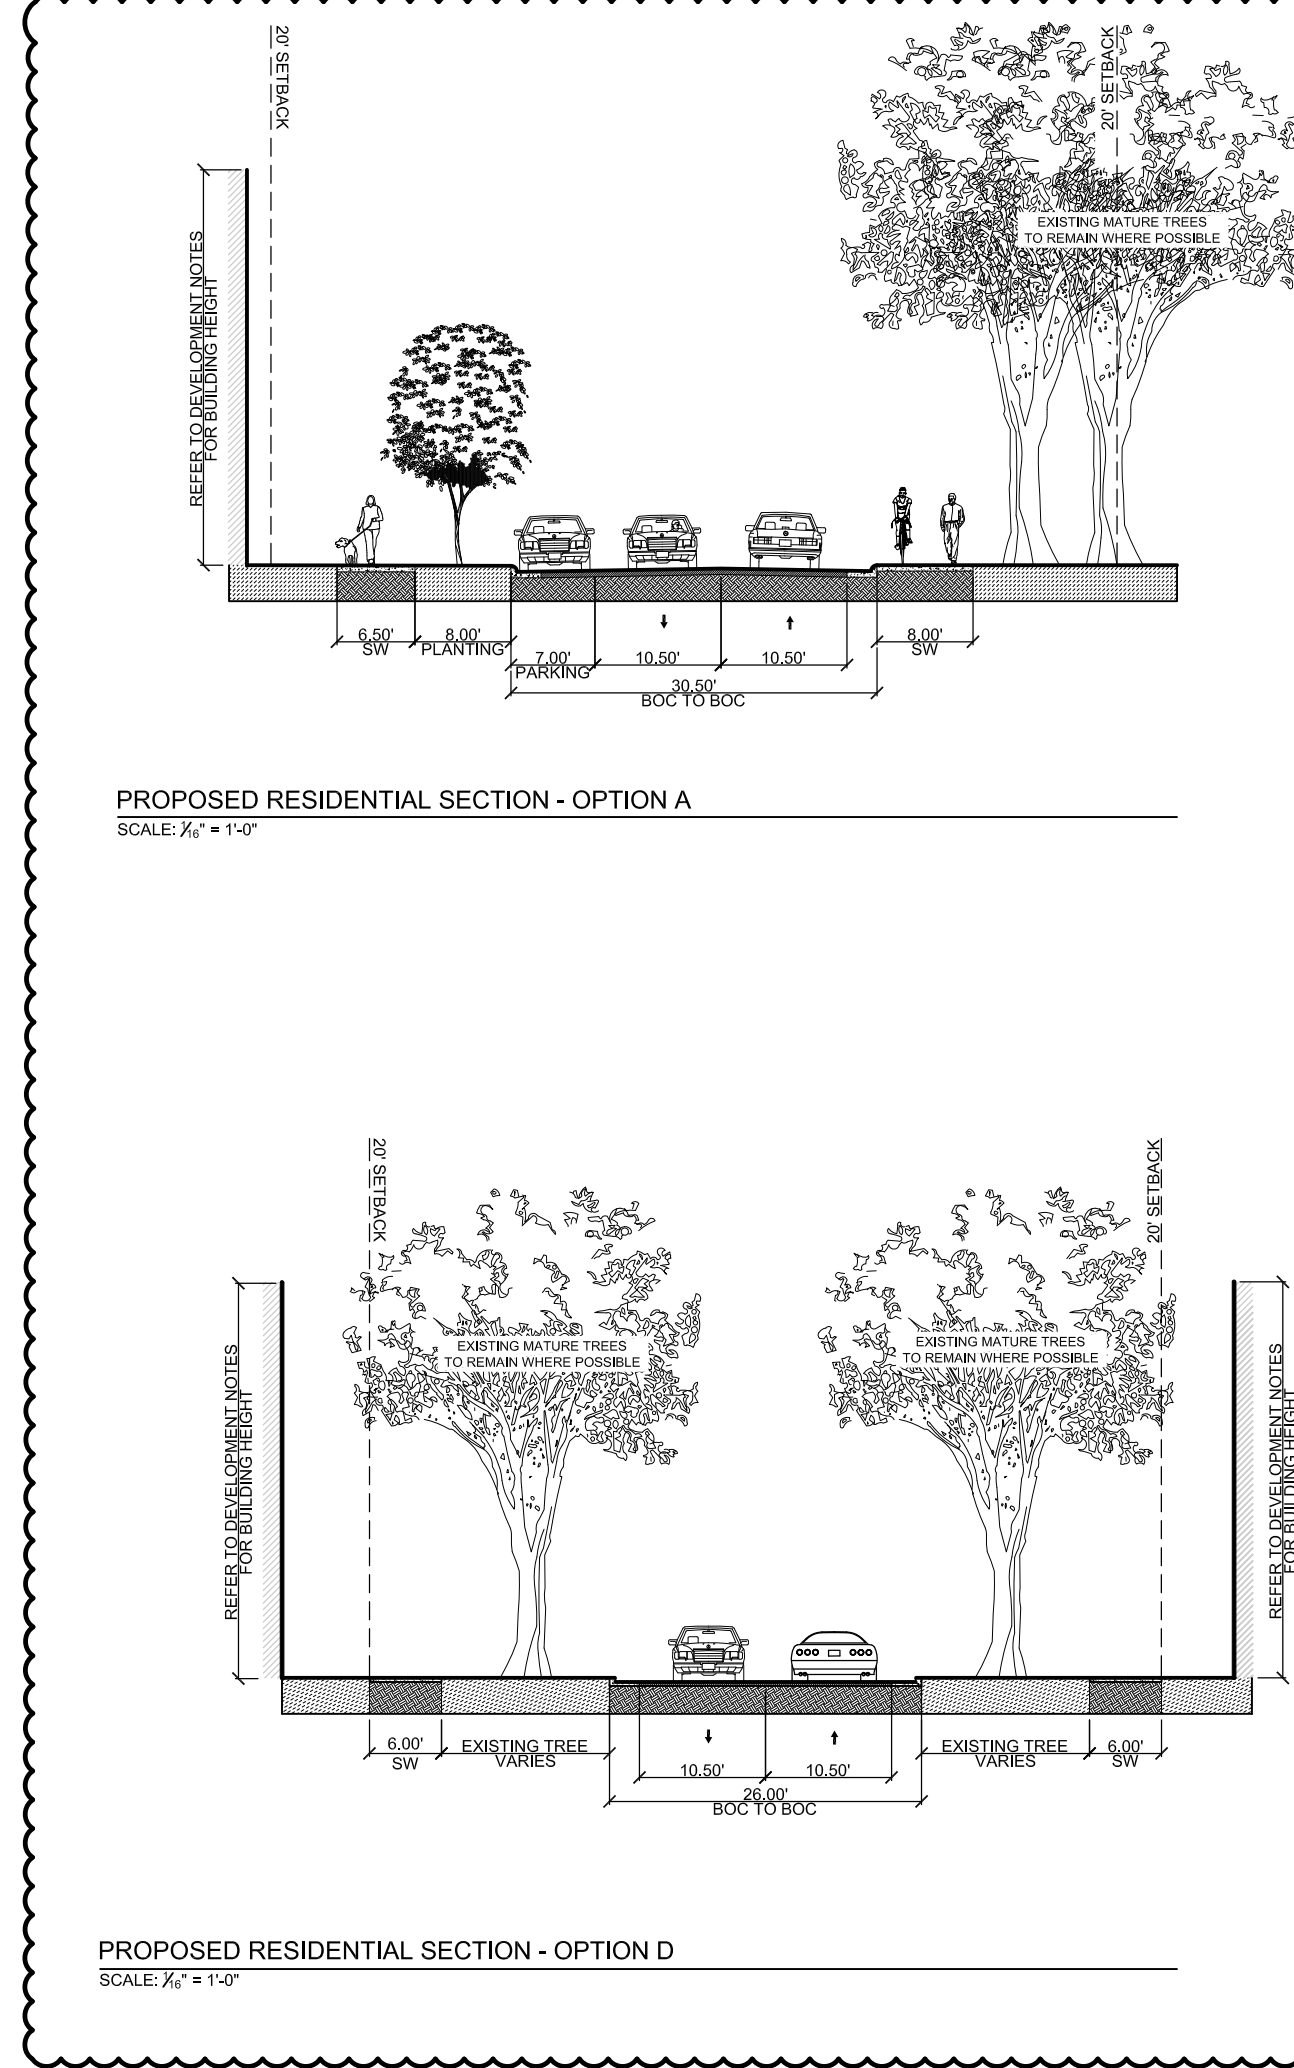 20' SETBACK
20' SETBACK
EXISTING MATURE TREES
TO REMAIN WHERE POSSIBLE
REFER TO DEVELOPMENT NOTES
FOR BUILDING HEIGHT
6.50'
SW
8.00'
PLANTING
7.00'
PARKING
10.50'
10.50'
8.00'
SW
30.50'
BOC TO BOC
PROPOSED RESIDENTIAL SECTION - OPTION A
SCALE: 1/16" = 1'-0"
20' SETBACK
20' SETBACK
EXISTING MATURE TREES
TO REMAIN WHERE POSSIBLE
EXISTING MATURE TREES
TO REMAIN WHERE POSSIBLE
REFER TO DEVELOPMENT NOTES
FOR BUILDING HEIGHT
REFER TO DEVELOPMENT NOTES
FOR BUILDING HEIGHT
6.00'
SW
EXISTING TREE
VARIES
10.50'
10.50'
EXISTING TREE
VARIES
6.00'
SW
26.00'
BOC TO BOC
PROPOSED RESIDENTIAL SECTION - OPTION D
SCALE: 1/16" = 1'-0"